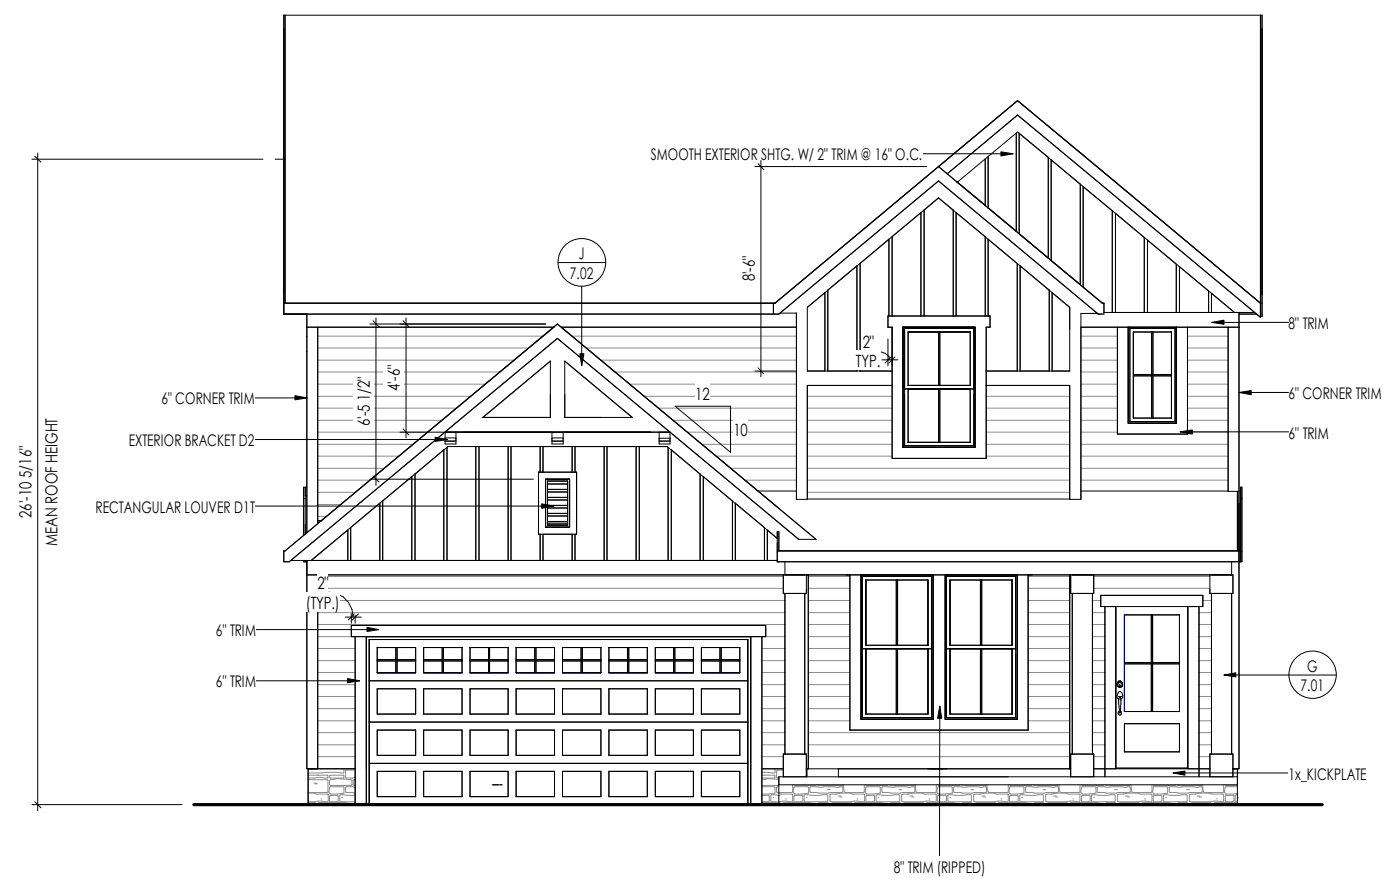 SMOOTH EXTERIOR SHTG. W/ 2" TRIM @ 16" O.C.
J
7.02
8'-6"
8" TRIM
2"
TYP.
6'-5 1/2"
4'-6"
12
10
6" CORNER TRIM
6" CORNER TRIM
EXTERIOR BRACKET D2
6" TRIM
26'-10 5/16"
MEAN ROOF HEIGHT
RECTANGULAR LOUVER D1T
2"
(TYP.)
6" TRIM
6" TRIM
G
7.01
1x_KICKPLATE
8" TRIM (RIPPED)